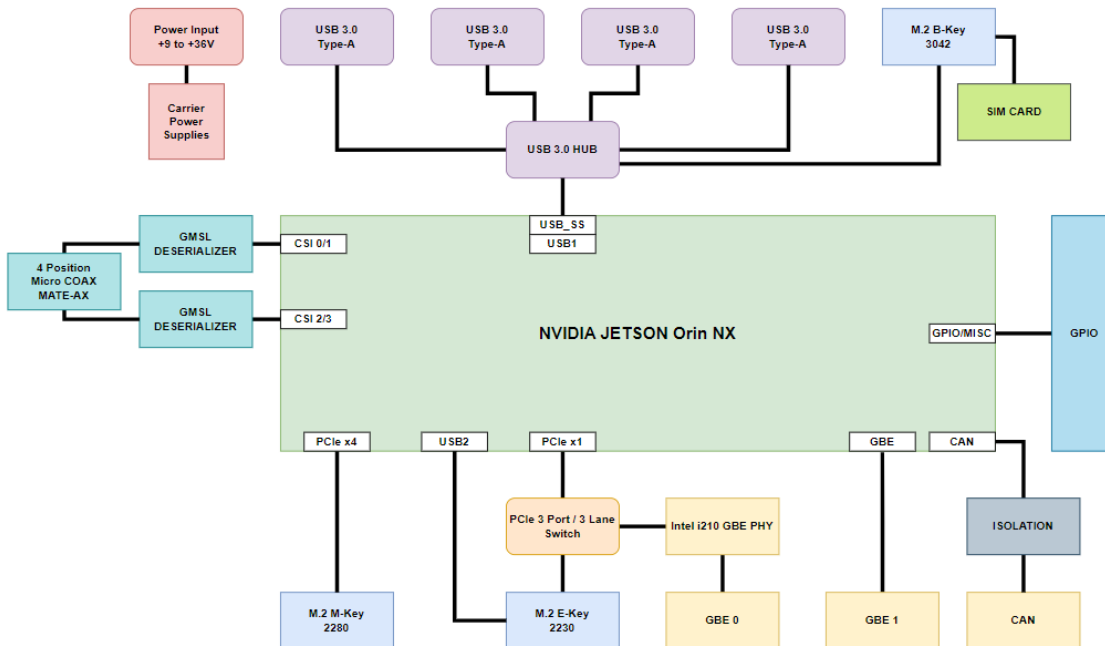 Power Input
+9 to +36V
USB 3.0
Type-A
USB 3.0
Type-A
USB 3.0
Type-A
USB 3.0
Type-A
M.2 B-Key
3042
Carrier
Power
Supplies
SIM CARD
USB 3.0 HUB
USB_SS
USB1
GMSL
DESERIALIZER
CSI 0/1
4 Position
Micro COAX
MATE-AX
GMSL
DESERIALIZER
CSI 2/3
NVIDIA JETSON Orin NX
GPIO/MISC
GPIO
PCIe x4
USB2
PCIe x1
GBE
CAN
PCIe 3 Port / 3 Lane
Switch
Intel i210 GBE PHY
ISOLATION
M.2 M-Key
2280
M.2 E-Key
2230
GBE 0
GBE 1
CAN